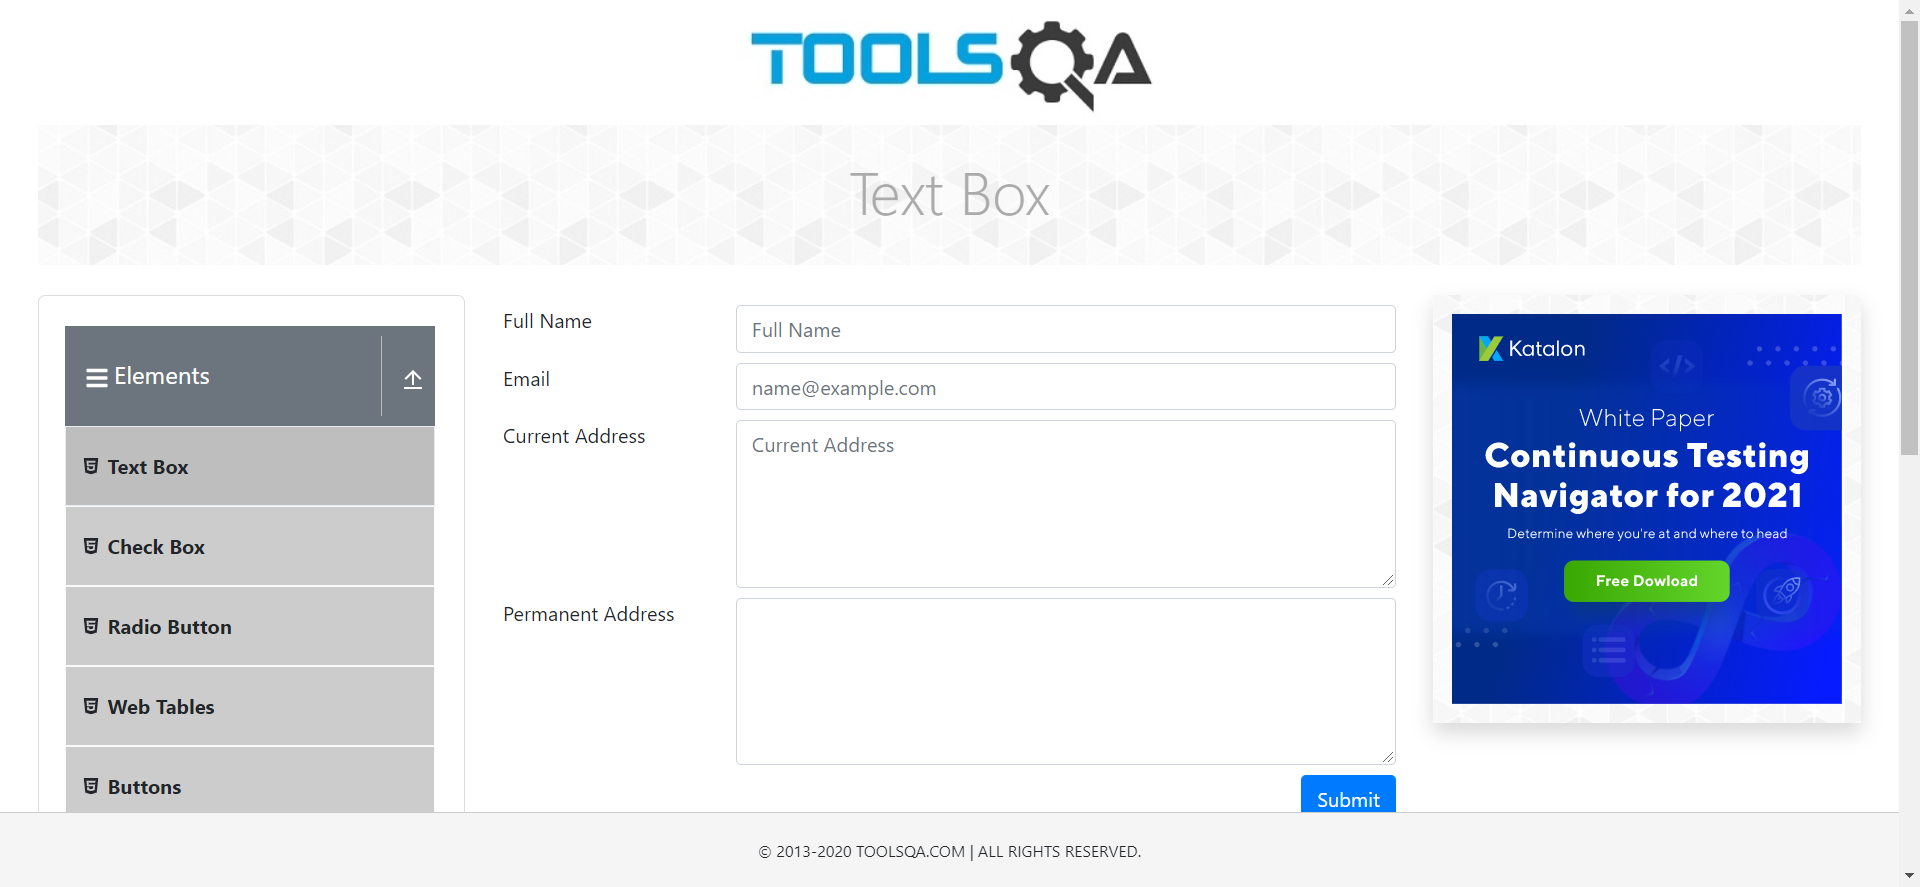 TOOLSQA
Text Box
Elements
Text Box
Check Box
Radio Button
Web Tables
Buttons
Full Name
Full Name
Email
name@example.com
Current Address
Current Address
Permanent Address
Submit
Katalon
White Paper
Continuous Testing
Navigator for 2021
Determine where you're at and where to head
Free Dowload
© 2013-2020 TOOLSQA.COM | ALL RIGHTS RESERVED.